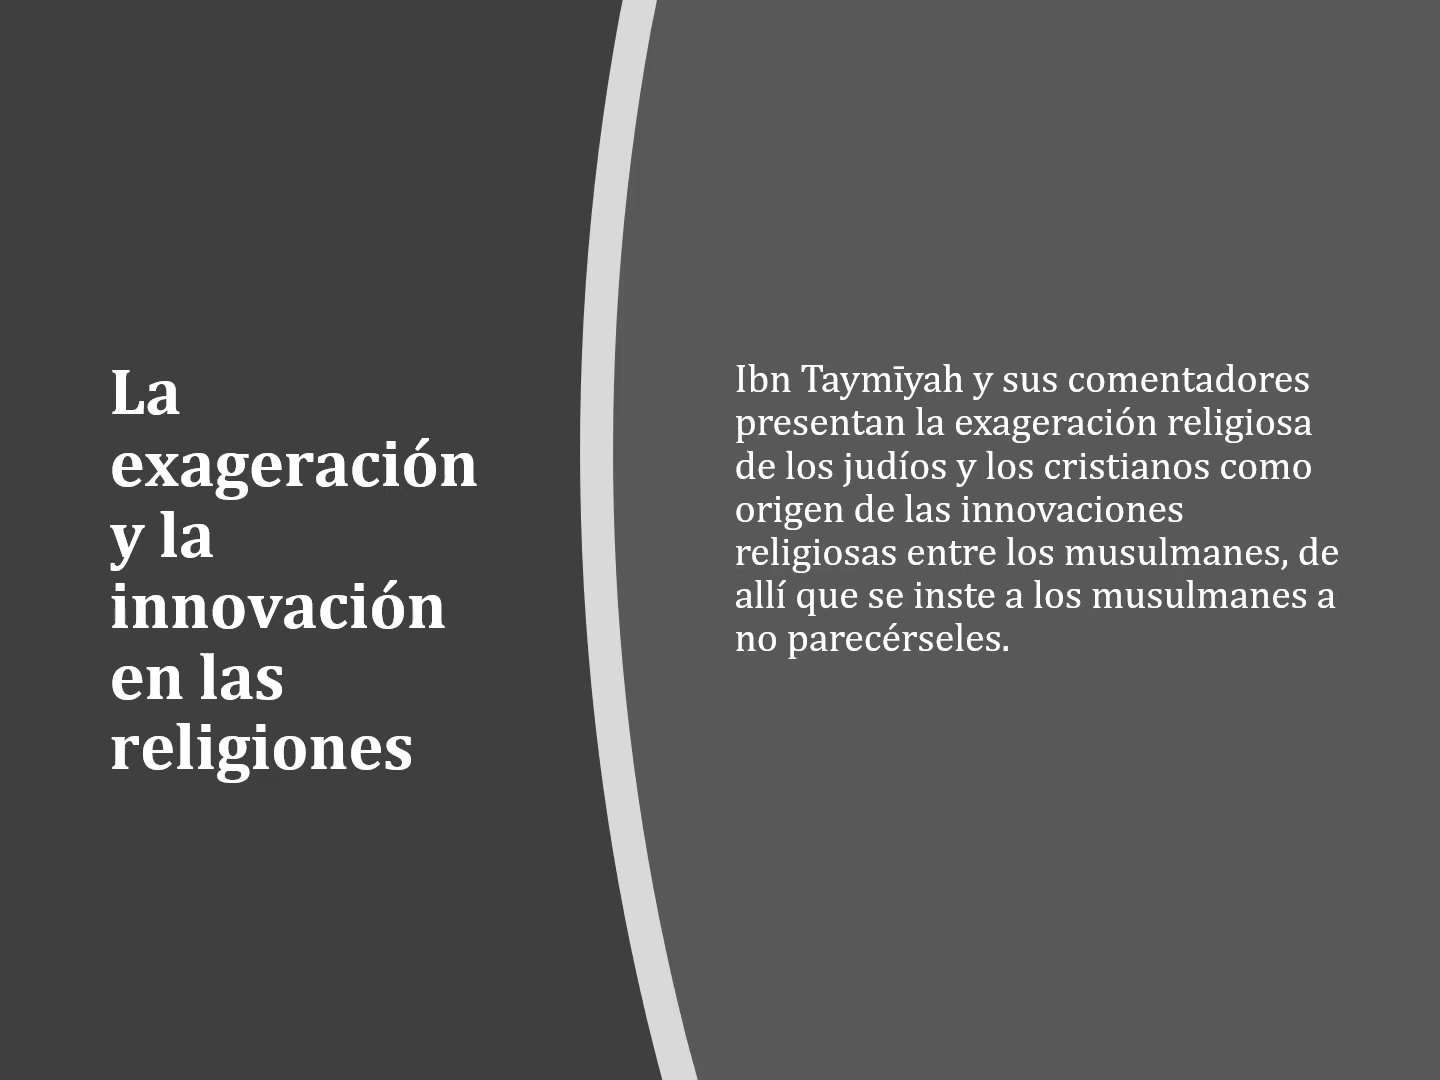 La
exageración
y la
innovación
en las
religiones
Ibn Taymīyah y sus comentadores
presentan la exageración religiosa
de los judíos y los cristianos como
origen de las innovaciones
religiosas entre los musulmanes, de
allí que se inste a los musulmanes a
no parecérseles.